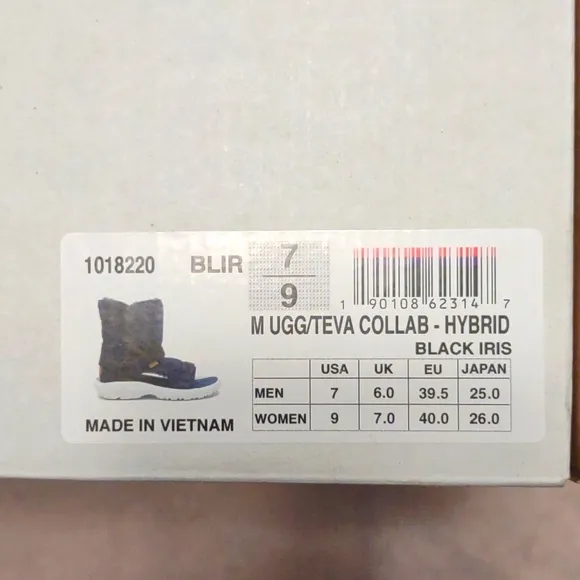 1018220 BLIR 7
9
1 90108 62314 7
M UGG/TEVA COLLAB - HYBRID
BLACK IRIS
USA UK EU JAPAN
MEN 7 6.0 39.5 25.0
WOMEN 9 7.0 40.0 26.0
MADE IN VIETNAM